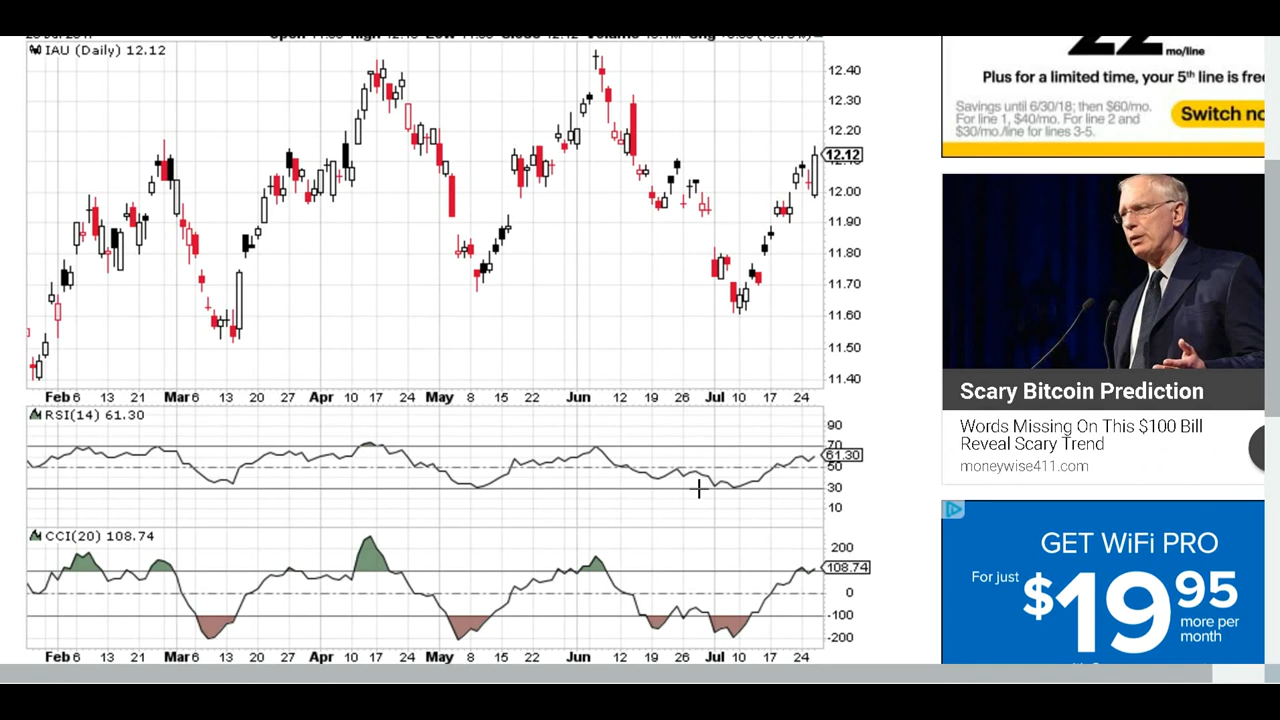 IAU (Daily) 12.12
12.40
12.30
12.20
12.12
12.00
11.90
11.80
11.70
11.60
11.50
11.40
Feb 6 13 21 Mar 6 13 20 27 Apr 10 17 24 May 8 15 22 Jun 12 19 26 Jul 10 17 24
RSI(14) 61.30
90
70
61.30
50
30
10
CCI(20) 108.74
200
108.74
0
-100
-200
Feb 6 13 21 Mar 6 13 20 27 Apr 10 17 24 May 8 15 22 Jun 12 19 26 Jul 10 17 24
mo/line
Plus for a limited time, your 5th line is free
Savings until 6/30/18; then $60/mo.
For line 1, $40/mo. For line 2 and
$30/mo./line for lines 3-5.
Switch no
Scary Bitcoin Prediction
Words Missing On This $100 Bill
Reveal Scary Trend
moneywise411.com
GET WiFi PRO
For just
$19.95
more per
month